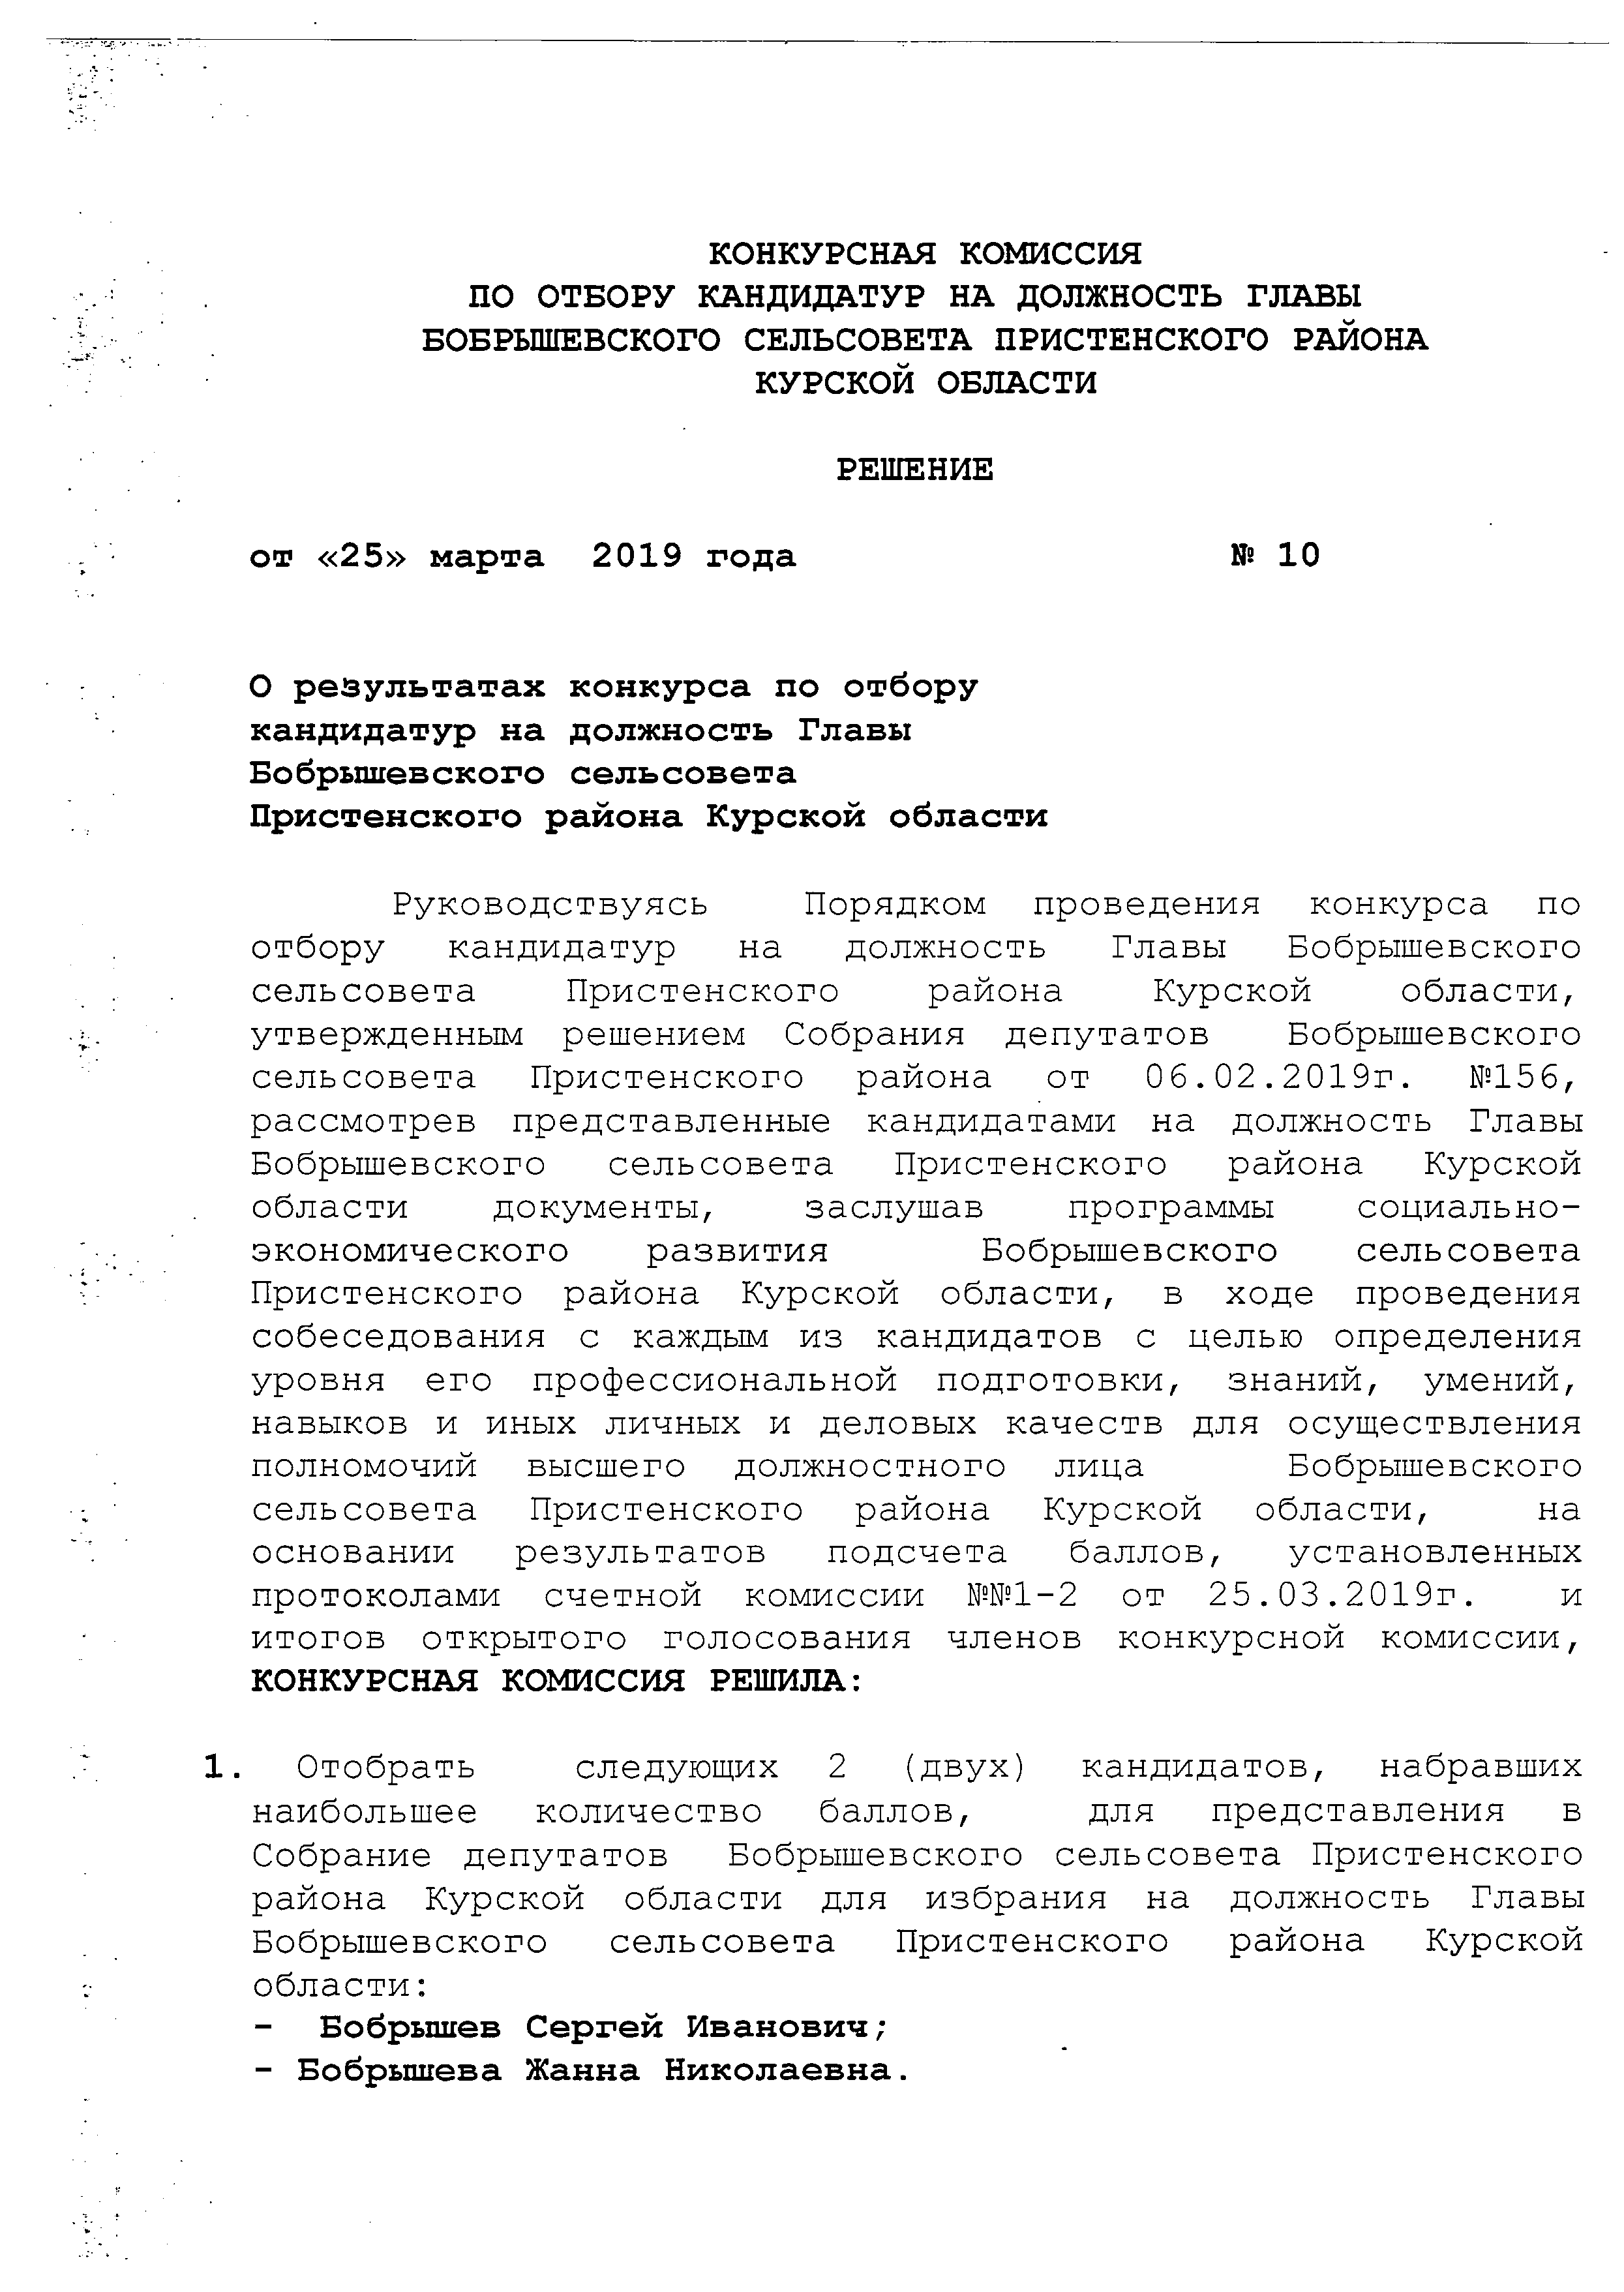 КОНКУРСНАЯ КОМИССИЯ
ПО ОТБОРУ КАНДИДАТУР НА ДОЛЖНОСТЬ ГЛАВЫ
БОБРЫШЕВСКОГО СЕЛЬСОВЕТА ПРИСТЕНСКОГО РАЙОНА
КУРСКОЙ ОБЛАСТИ
РЕШЕНИЕ
от «25» марта 2019 года № 10
О результатах конкурса по отбору
кандидатур на должность Главы
Бобрышевского сельсовета
Пристенского района Курской области
Руководствуясь Порядком проведения конкурса по
отбору кандидатур на должность Главы Бобрышевского
сельсовета Пристенского района Курской области,
утвержденным решением Собрания депутатов Бобрышевского
сельсовета Пристенского района от 06.02.2019г. №156,
рассмотрев представленные кандидатами на должность Главы
Бобрышевского сельсовета Пристенского района Курской
области документы, заслушав программы социально-
экономического развития Бобрышевского сельсовета
Пристенского района Курской области, в ходе проведения
собеседования с каждым из кандидатов с целью определения
уровня его профессиональной подготовки, знаний, умений,
навыков и иных личных и деловых качеств для осуществления
полномочий высшего должностного лица Бобрышевского
сельсовета Пристенского района Курской области, на
основании результатов подсчета баллов, установленных
протоколами счетной комиссии №№1-2 от 25.03.2019г. и
итогов открытого голосования членов конкурсной комиссии,
КОНКУРСНАЯ КОМИССИЯ РЕШИЛА:
1. Отобрать следующих 2 (двух) кандидатов, набравших
наибольшее количество баллов, для представления в
Собрание депутатов Бобрышевского сельсовета Пристенского
района Курской области для избрания на должность Главы
Бобрышевского сельсовета Пристенского района Курской
области:
- Бобрышев Сергей Иванович;
- Бобрышева Жанна Николаевна.